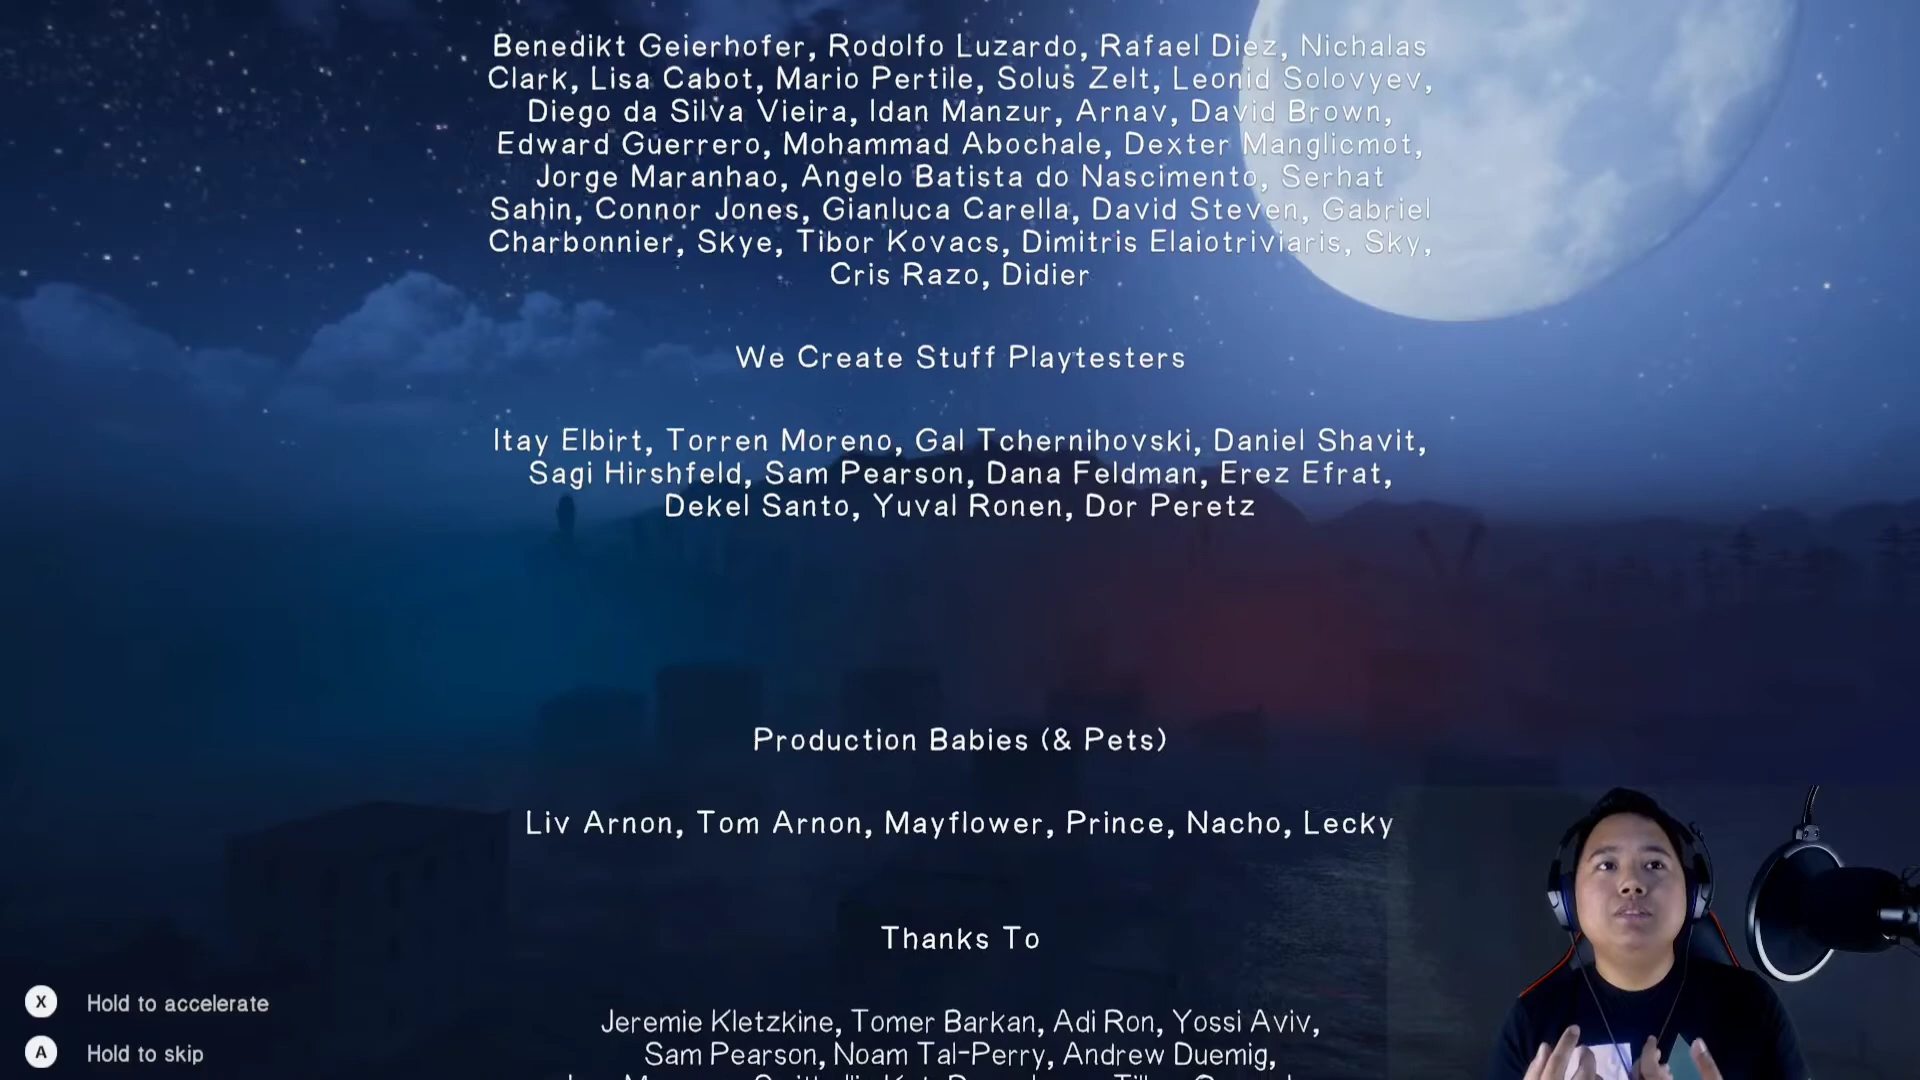 Benedikt Geierhofer, Rodolfo Luzardo, Rafael Diez, Nichalas
Clark, Lisa Cabot, Mario Pertile, Solus Zelt, Leonid Solovyev,
Diego da Silva Vieira, Idan Manzur, Arnav, David Brown,
Edward Guerrero, Mohammad Abochale, Dexter Manglicmot,
Jorge Maranhao, Angelo Batista do Nascimento, Serhat
Sahin, Connor Jones, Gianluca Carella, David Steven, Gabriel
Charbonnier, Skye, Tibor Kovacs, Dimitris Elaiotriviaris, Sky,
Cris Razo, Didier
We Create Stuff Playtesters
Itay Elbirt, Torren Moreno, Gal Tchernihovski, Daniel Shavit,
Sagi Hirshfeld, Sam Pearson, Dana Feldman, Erez Efrat,
Dekel Santo, Yuval Ronen, Dor Peretz
Production Babies (& Pets)
Liv Arnon, Tom Arnon, Mayflower, Prince, Nacho, Lecky
Thanks To
Jeremie Kletzkine, Tomer Barkan, Adi Ron, Yossi Aviv,
Sam Pearson, Noam Tal-Perry, Andrew Duemig,
X Hold to accelerate
A Hold to skip